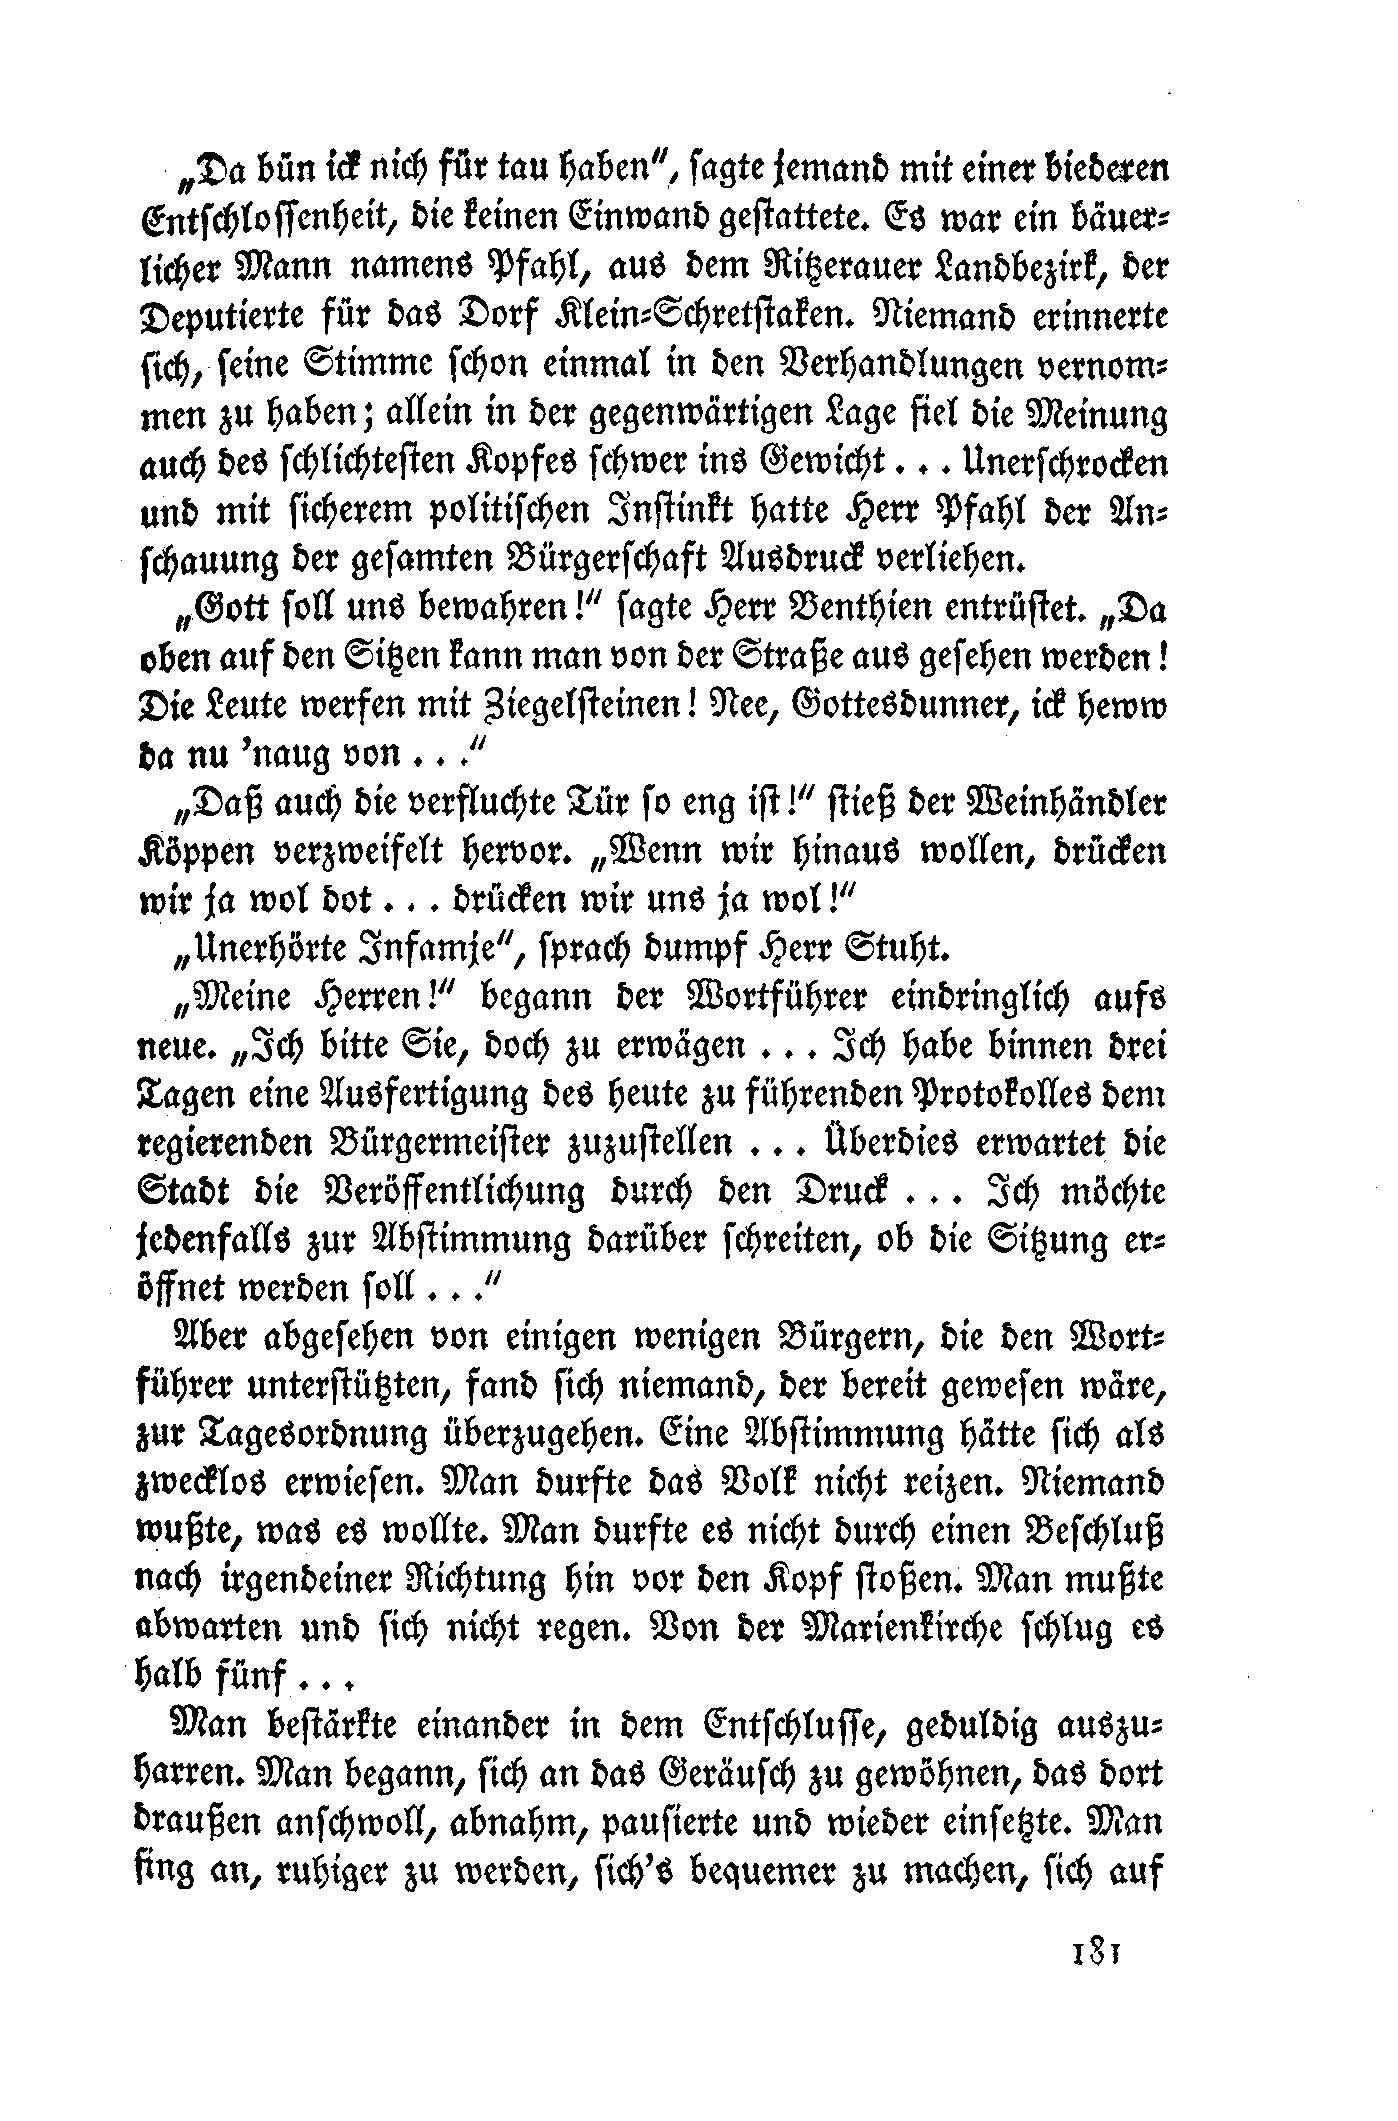 „Da bün ick nich für tau haben“, sagte jemand mit einer biederen
Entschlossenheit, die keinen Einwand gestattete. Es war ein bäuer-
licher Mann namens Pfahl, aus dem Ritzerauer Landbezirk, der
Deputierte für das Dorf Klein-Schretstaken. Niemand erinnerte
sich, seine Stimme schon einmal in den Verhandlungen vernom-
men zu haben; allein in der gegenwärtigen Lage fiel die Meinung
auch des schlichtesten Kopfes schwer ins Gewicht . . . Unerschrocken
und mit sicherem politischen Instinkt hatte Herr Pfahl der An-
schauung der gesamten Bürgerschaft Ausdruck verliehen.
„Gott soll uns bewahren!“ sagte Herr Benthien entrüstet. „Da
oben auf den Sitzen kann man von der Straße aus gesehen werden!
Die Leute werfen mit Ziegelsteinen! Nee, Gottesdunner, ick heww
da nu ’naug von . . .“
„Daß auch die verfluchte Tür so eng ist!“ stieß der Weinhändler
Köppen verzweifelt hervor. „Wenn wir hinaus wollen, drücken
wir ja wol dot . . . drücken wir uns ja wol!“
„Unerhörte Infamje“, sprach dumpf Herr Stuht.
„Meine Herren!“ begann der Wortführer eindringlich aufs
neue. „Ich bitte Sie, doch zu erwägen . . . Ich habe binnen drei
Tagen eine Ausfertigung des heute zu führenden Protokolles dem
regierenden Bürgermeister zuzustellen . . . Überdies erwartet die
Stadt die Veröffentlichung durch den Druck . . . Ich möchte
jedenfalls zur Abstimmung darüber schreiten, ob die Sitzung er-
öffnet werden soll . . .“
Aber abgesehen von einigen wenigen Bürgern, die den Wort-
führer unterstützten, fand sich niemand, der bereit gewesen wäre,
zur Tagesordnung überzugehen. Eine Abstimmung hätte sich als
zwecklos erwiesen. Man durfte das Volk nicht reizen. Niemand
wußte, was es wollte. Man durfte es nicht durch einen Beschluß
nach irgendeiner Richtung hin vor den Kopf stoßen. Man mußte
abwarten und sich nicht regen. Von der Marienkirche schlug es
halb fünf . . .
Man bestärkte einander in dem Entschlusse, geduldig auszu-
harren. Man begann, sich an das Geräusch zu gewöhnen, das dort
draußen anschwoll, abnahm, pausierte und wieder einsetzte. Man
fing an, ruhiger zu werden, sich’s bequemer zu machen, sich auf
181